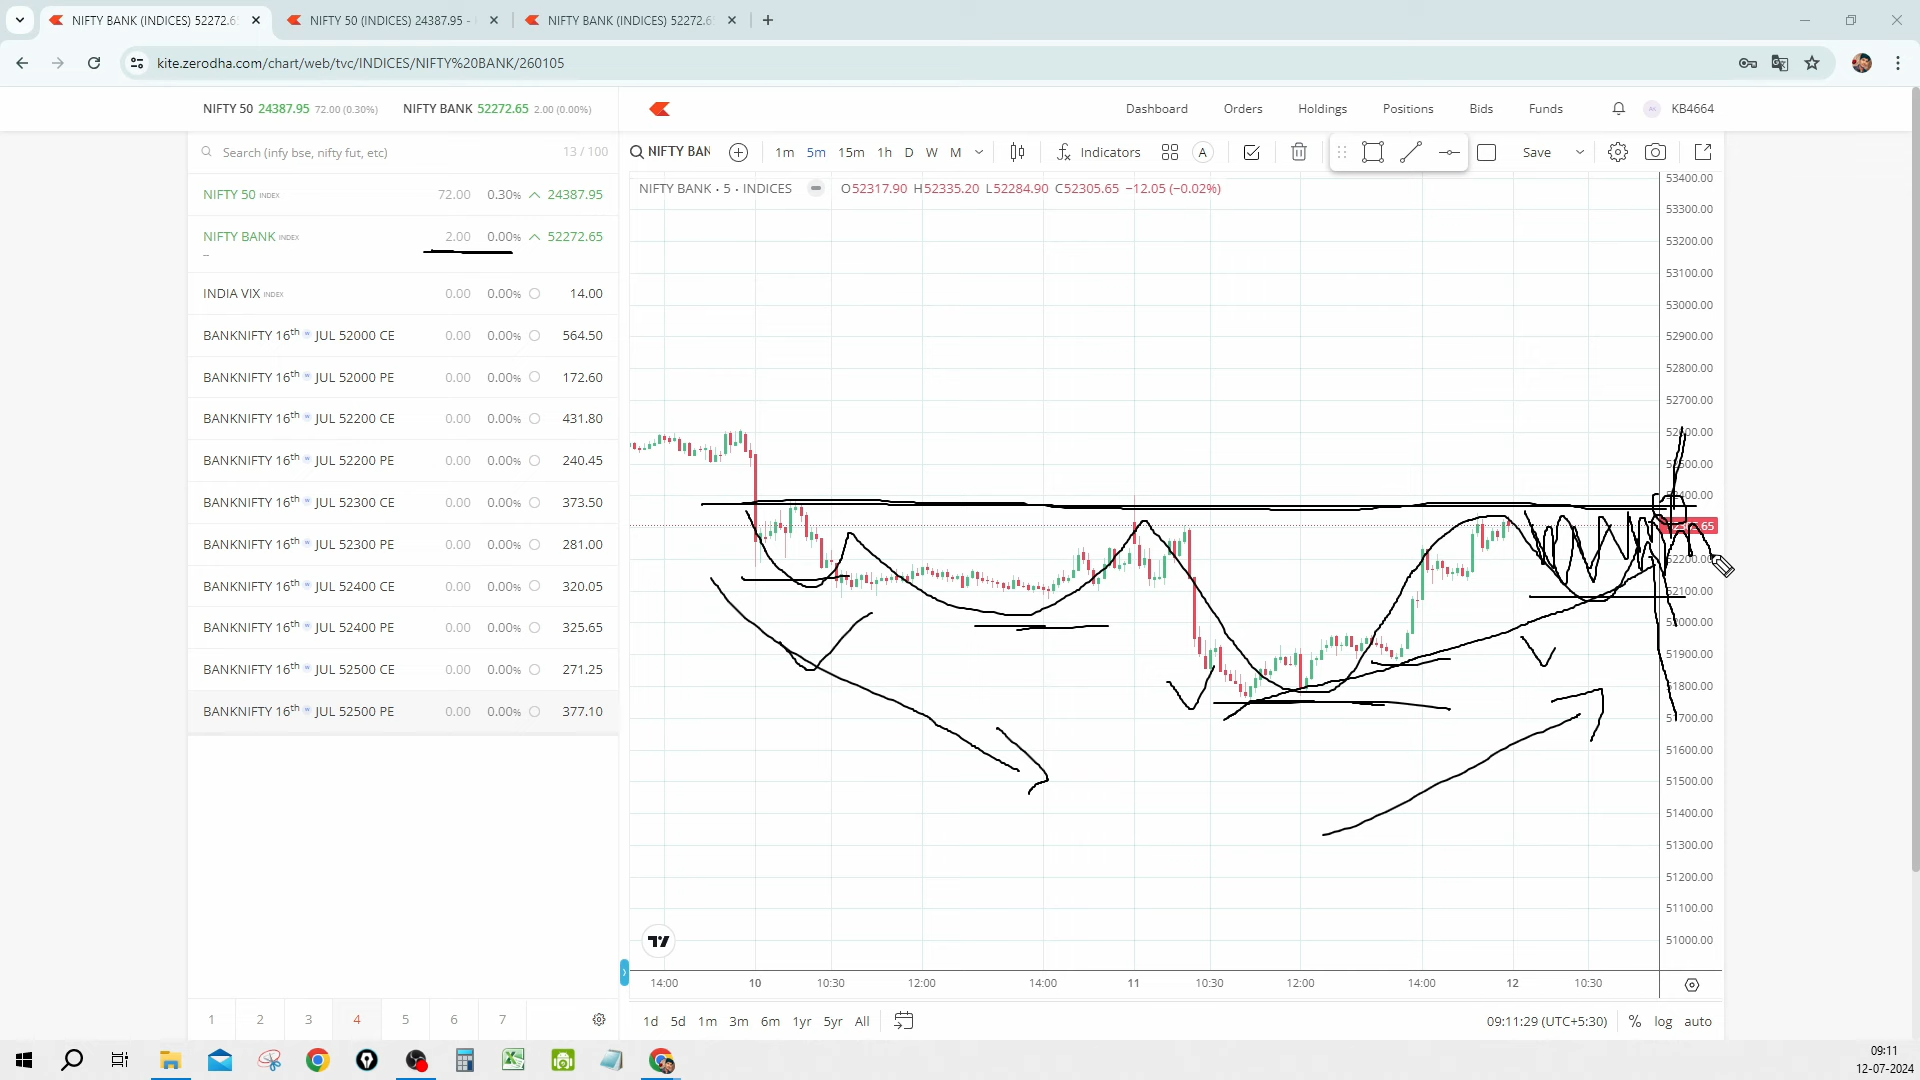 NIFTY BANK (INDICES) 52272.6
NIFTY 50 (INDICES) 24387.95 -
NIFTY BANK (INDICES) 52272.6
kite.zerodha.com/chart/web/tvc/INDICES/NIFTY%20BANK/260105
NIFTY 50 24387.95 72.00 (0.30%) NIFTY BANK 52272.65 2.00 (0.00%)
Dashboard Orders Holdings Positions Bids Funds KB4664
Search (infy bse, nifty fut, etc) 13 / 100
NIFTY BAN 1m 5m 15m 1h D W M Indicators A Save
NIFTY 50 INDEX 72.00 0.30% 24387.95
NIFTY BANK INDEX 2.00 0.00% 52272.65
INDIA VIX INDEX 0.00 0.00% 14.00
BANKNIFTY 16th w JUL 52000 CE 0.00 0.00% 564.50
BANKNIFTY 16th w JUL 52000 PE 0.00 0.00% 172.60
BANKNIFTY 16th w JUL 52200 CE 0.00 0.00% 431.80
BANKNIFTY 16th w JUL 52200 PE 0.00 0.00% 240.45
BANKNIFTY 16th w JUL 52300 CE 0.00 0.00% 373.50
BANKNIFTY 16th w JUL 52300 PE 0.00 0.00% 281.00
BANKNIFTY 16th w JUL 52400 CE 0.00 0.00% 320.05
BANKNIFTY 16th w JUL 52400 PE 0.00 0.00% 325.65
BANKNIFTY 16th w JUL 52500 CE 0.00 0.00% 271.25
BANKNIFTY 16th w JUL 52500 PE 0.00 0.00% 377.10
1 2 3 4 5 6 7
NIFTY BANK · 5 · INDICES O52317.90 H52335.20 L52284.90 C52305.65 −12.05 (−0.02%)
53400.00
53300.00
53200.00
53100.00
53000.00
52900.00
52800.00
52700.00
52600.00
52500.00
52400.00
52200.00
52100.00
52000.00
51900.00
51800.00
51700.00
51600.00
51500.00
51400.00
51300.00
51200.00
51100.00
51000.00
14:00 10 10:30 12:00 14:00 11 10:30 12:00 14:00 12 10:30
1d 5d 1m 3m 6m 1yr 5yr All 09:11:29 (UTC+5:30) % log auto
09:11
12-07-2024